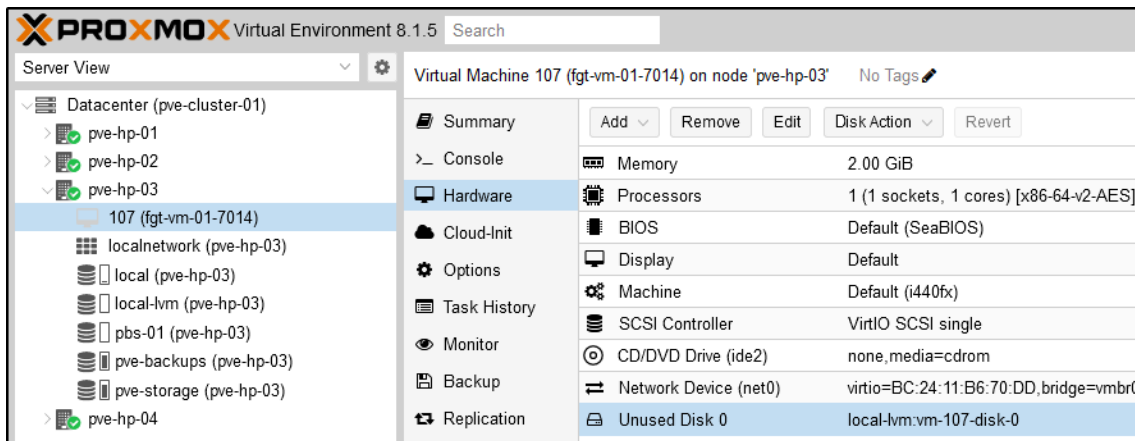 PROXMOX Virtual Environment 8.1.5 Search
Server View
Datacenter (pve-cluster-01)
pve-hp-01
pve-hp-02
pve-hp-03
107 (fgt-vm-01-7014)
localnetwork (pve-hp-03)
local (pve-hp-03)
local-lvm (pve-hp-03)
pbs-01 (pve-hp-03)
pve-backups (pve-hp-03)
pve-storage (pve-hp-03)
pve-hp-04
Virtual Machine 107 (fgt-vm-01-7014) on node 'pve-hp-03' No Tags
Summary
Console
Hardware
Cloud-Init
Options
Task History
Monitor
Backup
Replication
Add Remove Edit Disk Action Revert
Memory 2.00 GiB
Processors 1 (1 sockets, 1 cores) [x86-64-v2-AES]
BIOS Default (SeaBIOS)
Display Default
Machine Default (i440fx)
SCSI Controller VirtIO SCSI single
CD/DVD Drive (ide2) none,media=cdrom
Network Device (net0) virtio=BC:24:11:B6:70:DD,bridge=vmbr0
Unused Disk 0 local-lvm:vm-107-disk-0